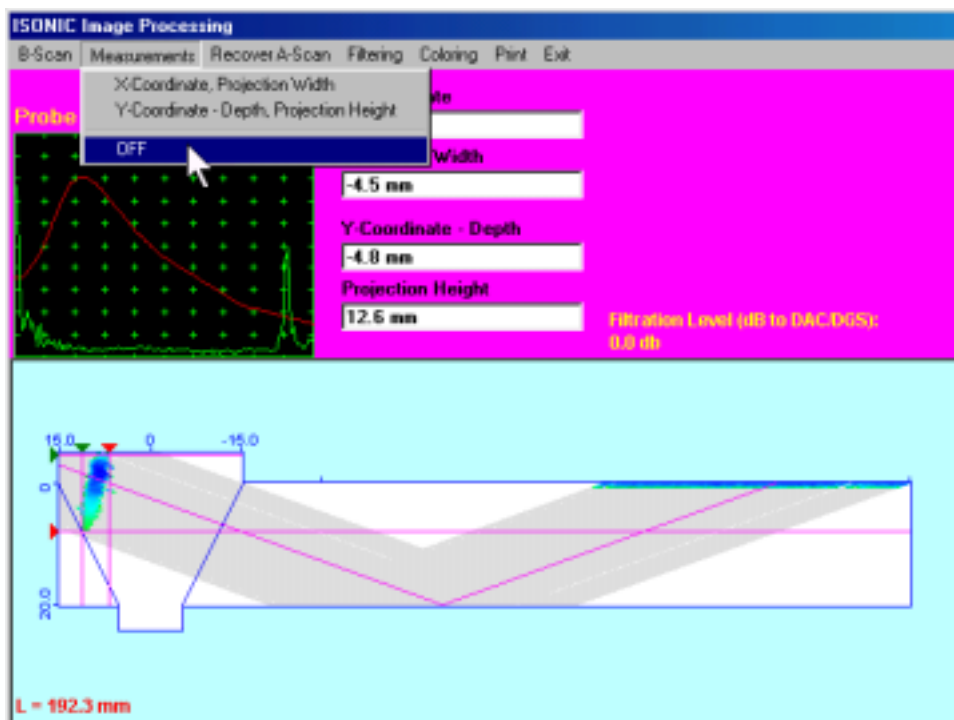 ISONIC Image Processing
B-Scan Measurements Recover A-Scan Filtering Coloring Print Exit
X-Coordinate, Projection Width
Y-Coordinate - Depth, Projection Height
OFF
Probe
Width
-4.5 mm
Y-Coordinate - Depth
-4.8 mm
Projection Height
12.6 mm
Filtration Level (dB to DAC/DGS):
0.0 db
15.0 0 -15.0
0
20.0
L = 192.3 mm